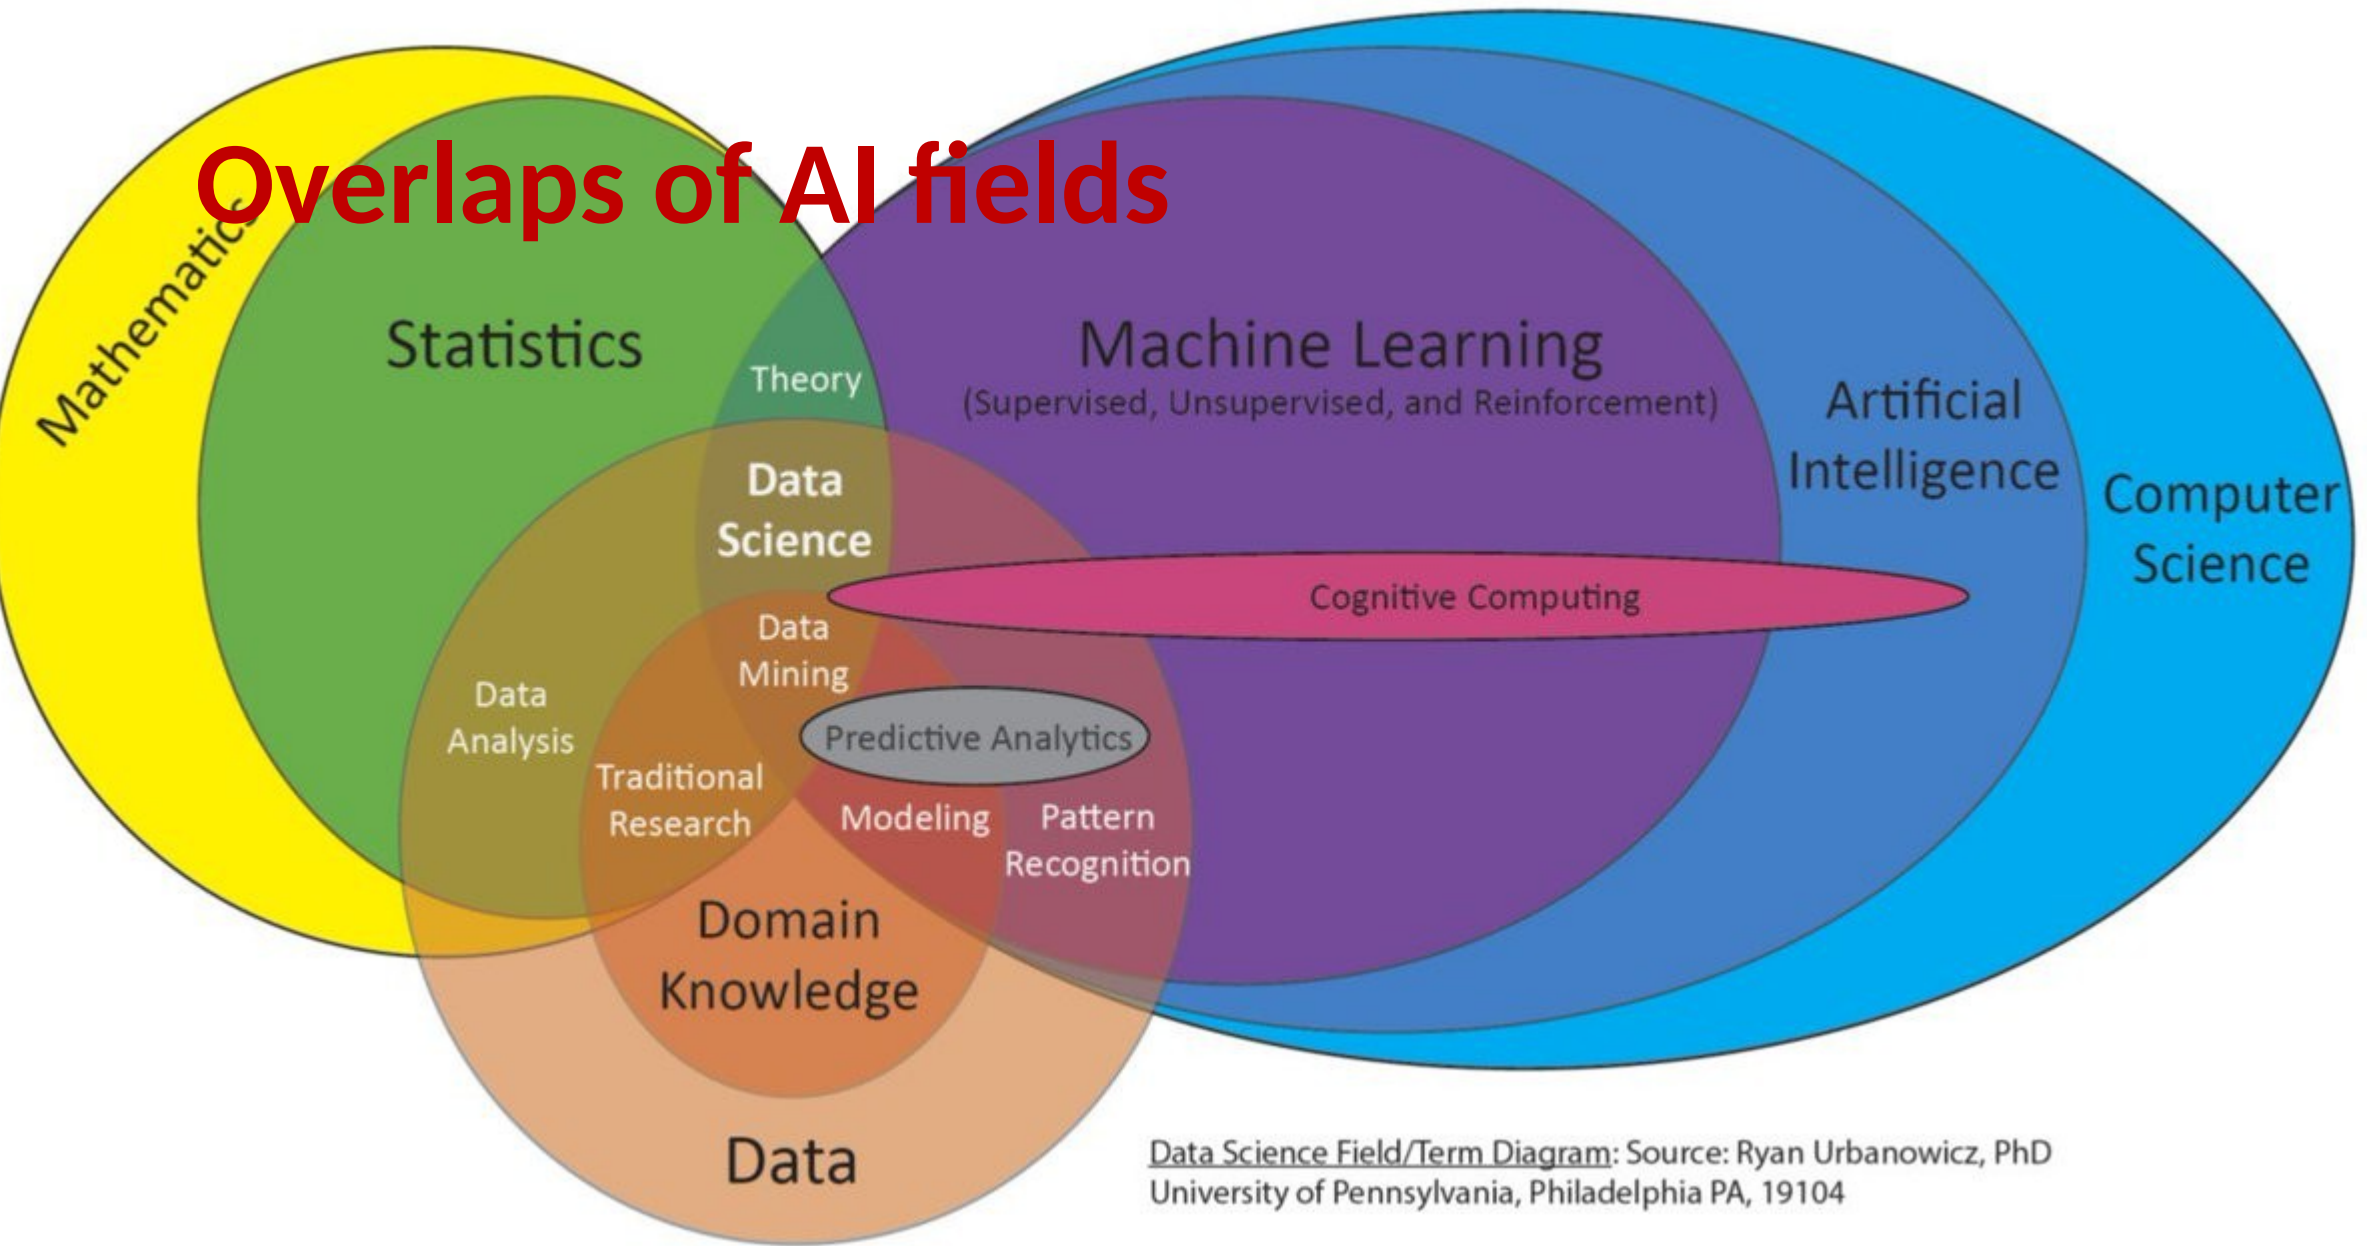 Overlaps of AI fields
Mathematics
Statistics
Theory
Machine Learning
(Supervised, Unsupervised, and Reinforcement)
Artificial
Intelligence
Computer
Science
Data
Science
Cognitive Computing
Data
Mining
Data
Analysis
Predictive Analytics
Traditional
Research
Modeling
Pattern
Recognition
Domain
Knowledge
Data
Data Science Field/Term Diagram: Source: Ryan Urbanowicz, PhD
University of Pennsylvania, Philadelphia PA, 19104